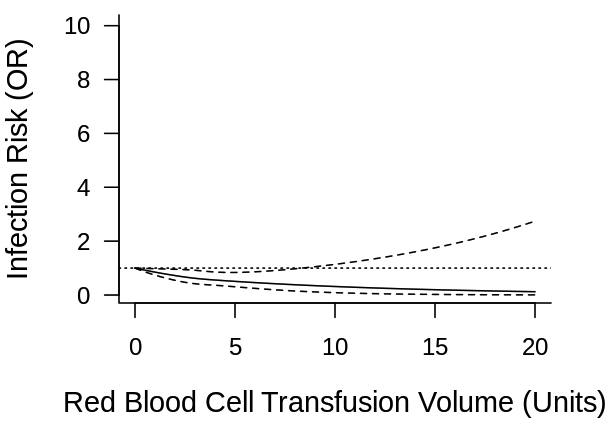 Infection Risk (OR)
10
8
6
4
2
0
0 5 10 15 20
Red Blood Cell Transfusion Volume (Units)